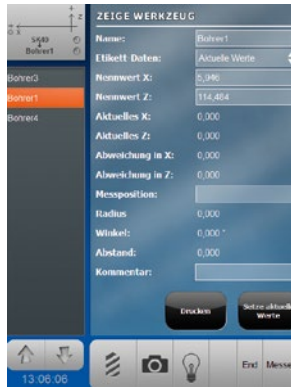 ZEIGE WERKZEUG
z
x
Bohrer1
Name: Bohrer1
Etikett-Daten: Aktuelle Werte
Bohrer3
Nennwert X: 5,946
Bohrer1
Nennwert Z: 114,464
Bohrer4
Aktuelles X: 0,000
Aktuelles Z: 0,000
Abweichung in X: 0,000
Abweichung in Z: 0,000
Messposition:
Radius 0,000
Winkel: 0,000 °
Abstand: 0,000
Kommentar:
Drucken
Setze aktuelle
Werte
End Messe
13:06:06